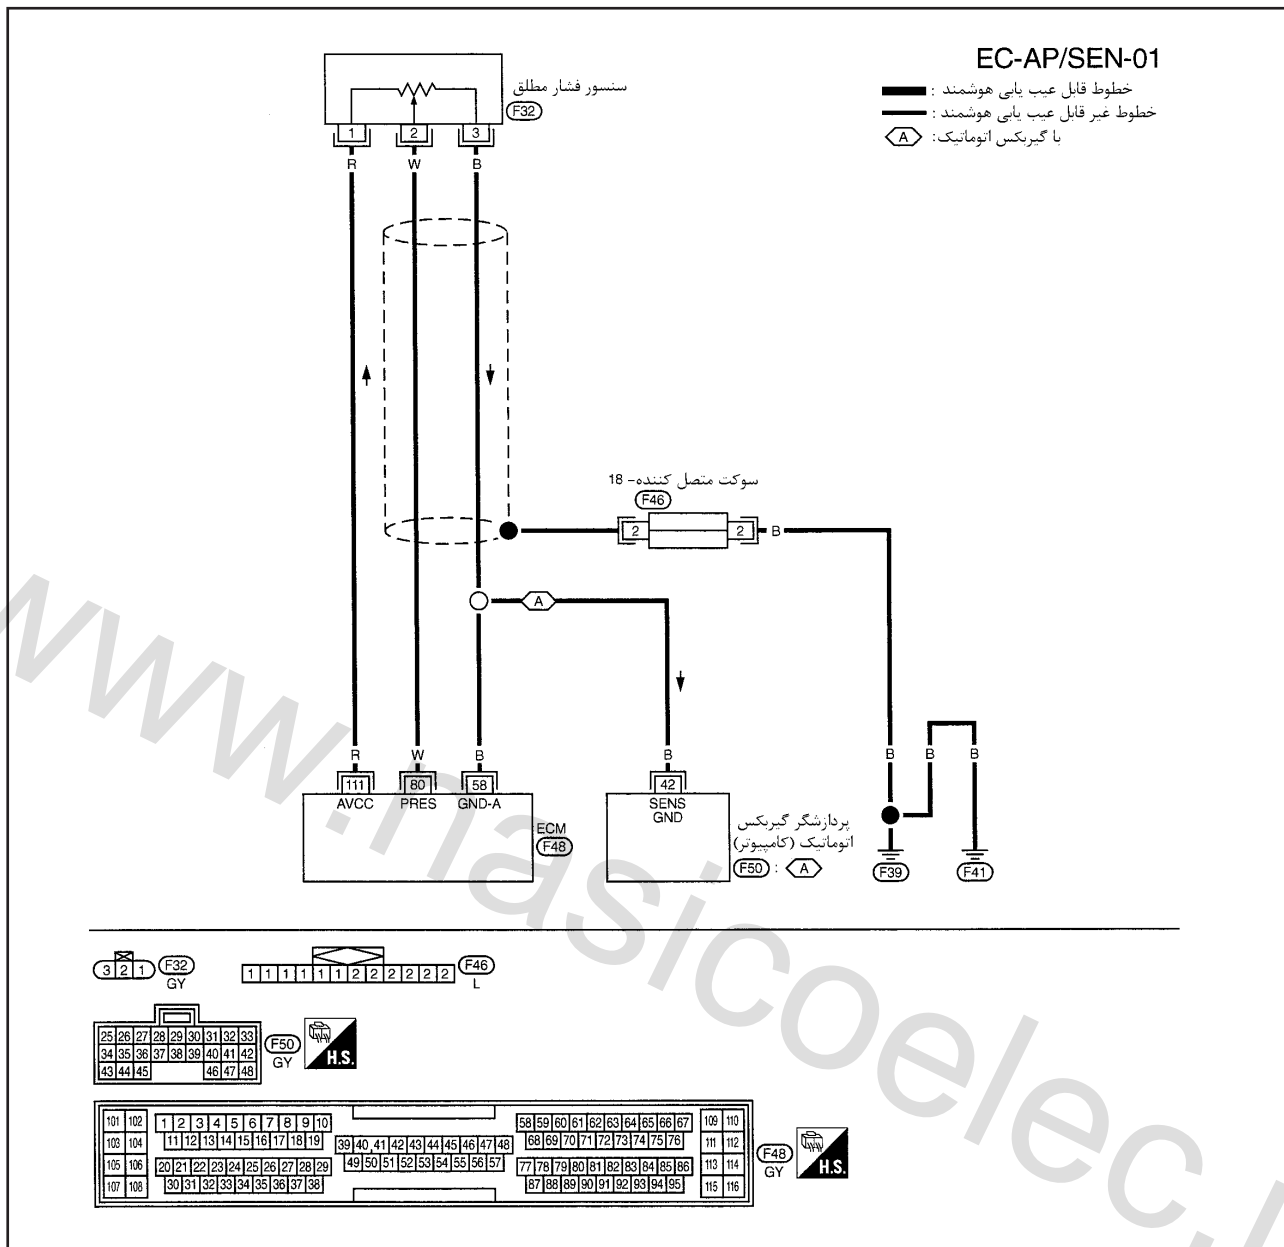 EC-AP/SEN-01
خطوط قابل عیب یابی هوشمند :
خطوط غیر قابل عیب یابی هوشمند :
با گیربکس اتوماتیک: A
سنسور فشار مطلق
F32
1 2 3
R W B
سوکت متصل کننده- 18
F46
2 2 B
A
R W B B B B B
111 80 58 42
AVCC PRES GND-A SENS GND
ECM
F48
پردازشگر گیربکس
اتوماتیک (کامپیوتر)
F50 : A
F39 F41
3 2 1 F32
GY
1 1 1 1 1 1 2 2 2 2 2 2 F46
L
25 26 27 28 29 30 31 32 33
34 35 36 37 38 39 40 41 42
43 44 45 46 47 48
F50
GY
H.S.
101 102 1 2 3 4 5 6 7 8 9 10 58 59 60 61 62 63 64 65 66 67 109 110
103 104 11 12 13 14 15 16 17 18 19 39 40 41 42 43 44 45 46 47 48 68 69 70 71 72 73 74 75 76 111 112
105 106 20 21 22 23 24 25 26 27 28 29 49 50 51 52 53 54 55 56 57 77 78 79 80 81 82 83 84 85 86 113 114
107 108 30 31 32 33 34 35 36 37 38 87 88 89 90 91 92 93 94 95 115 116
F48
GY
H.S.
www.nasicoelec.